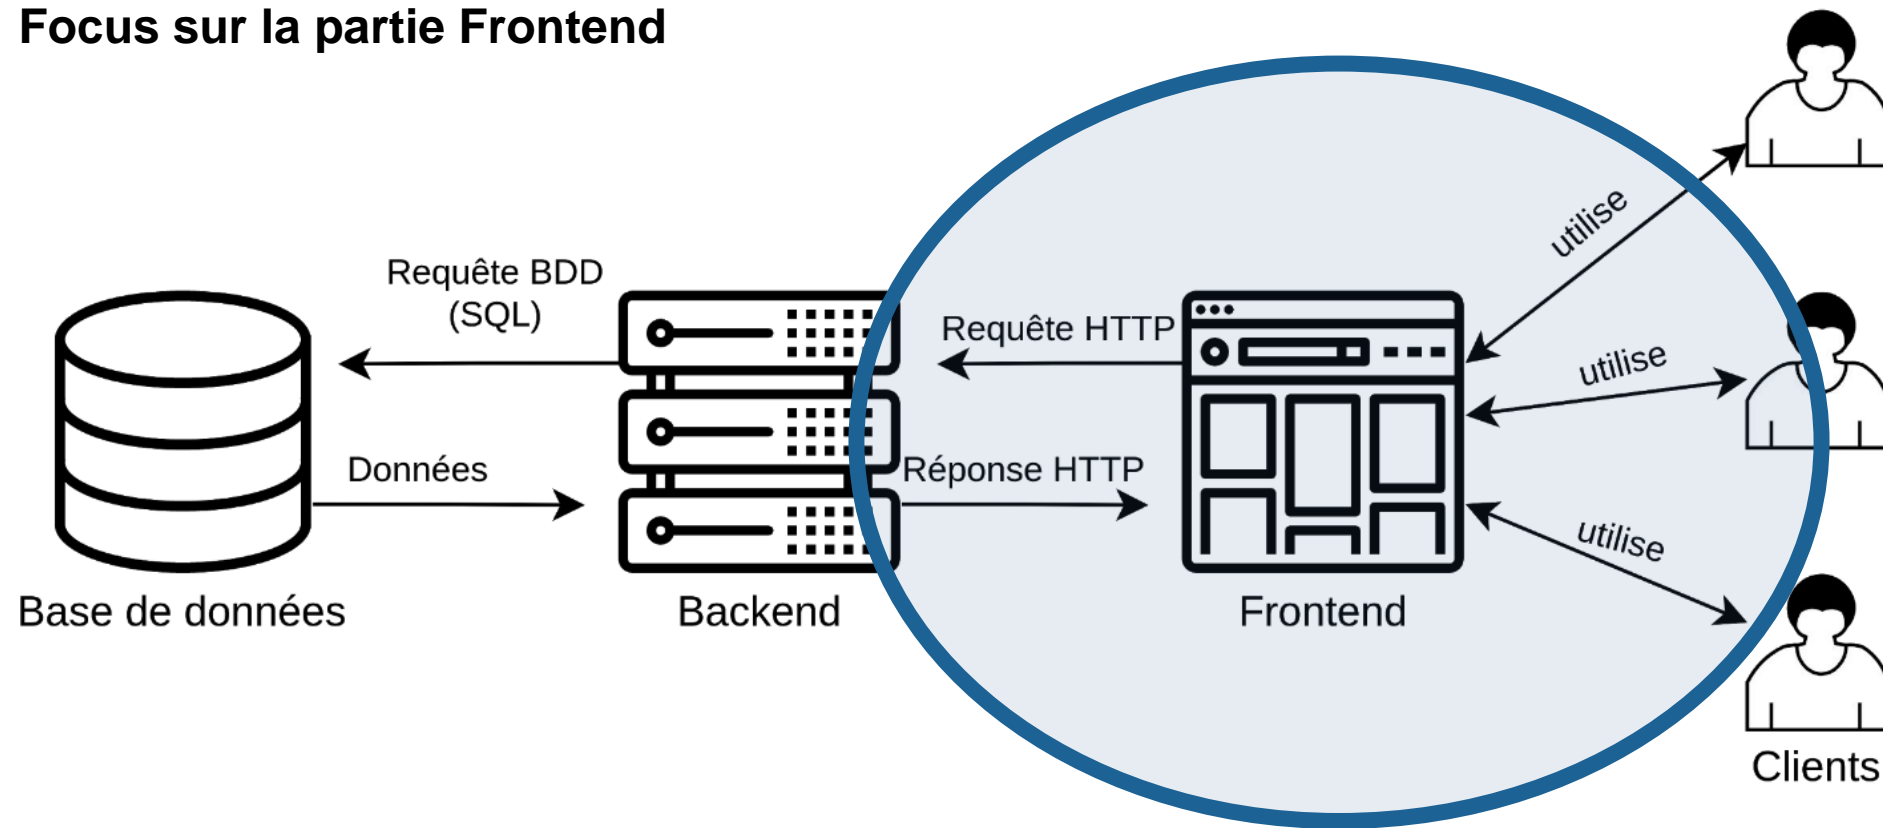 Focus sur la partie Frontend
Requête BDD
(SQL)
Données
Requête HTTP
Réponse HTTP
utilise
utilise
utilise
Base de données
Backend
Frontend
Clients